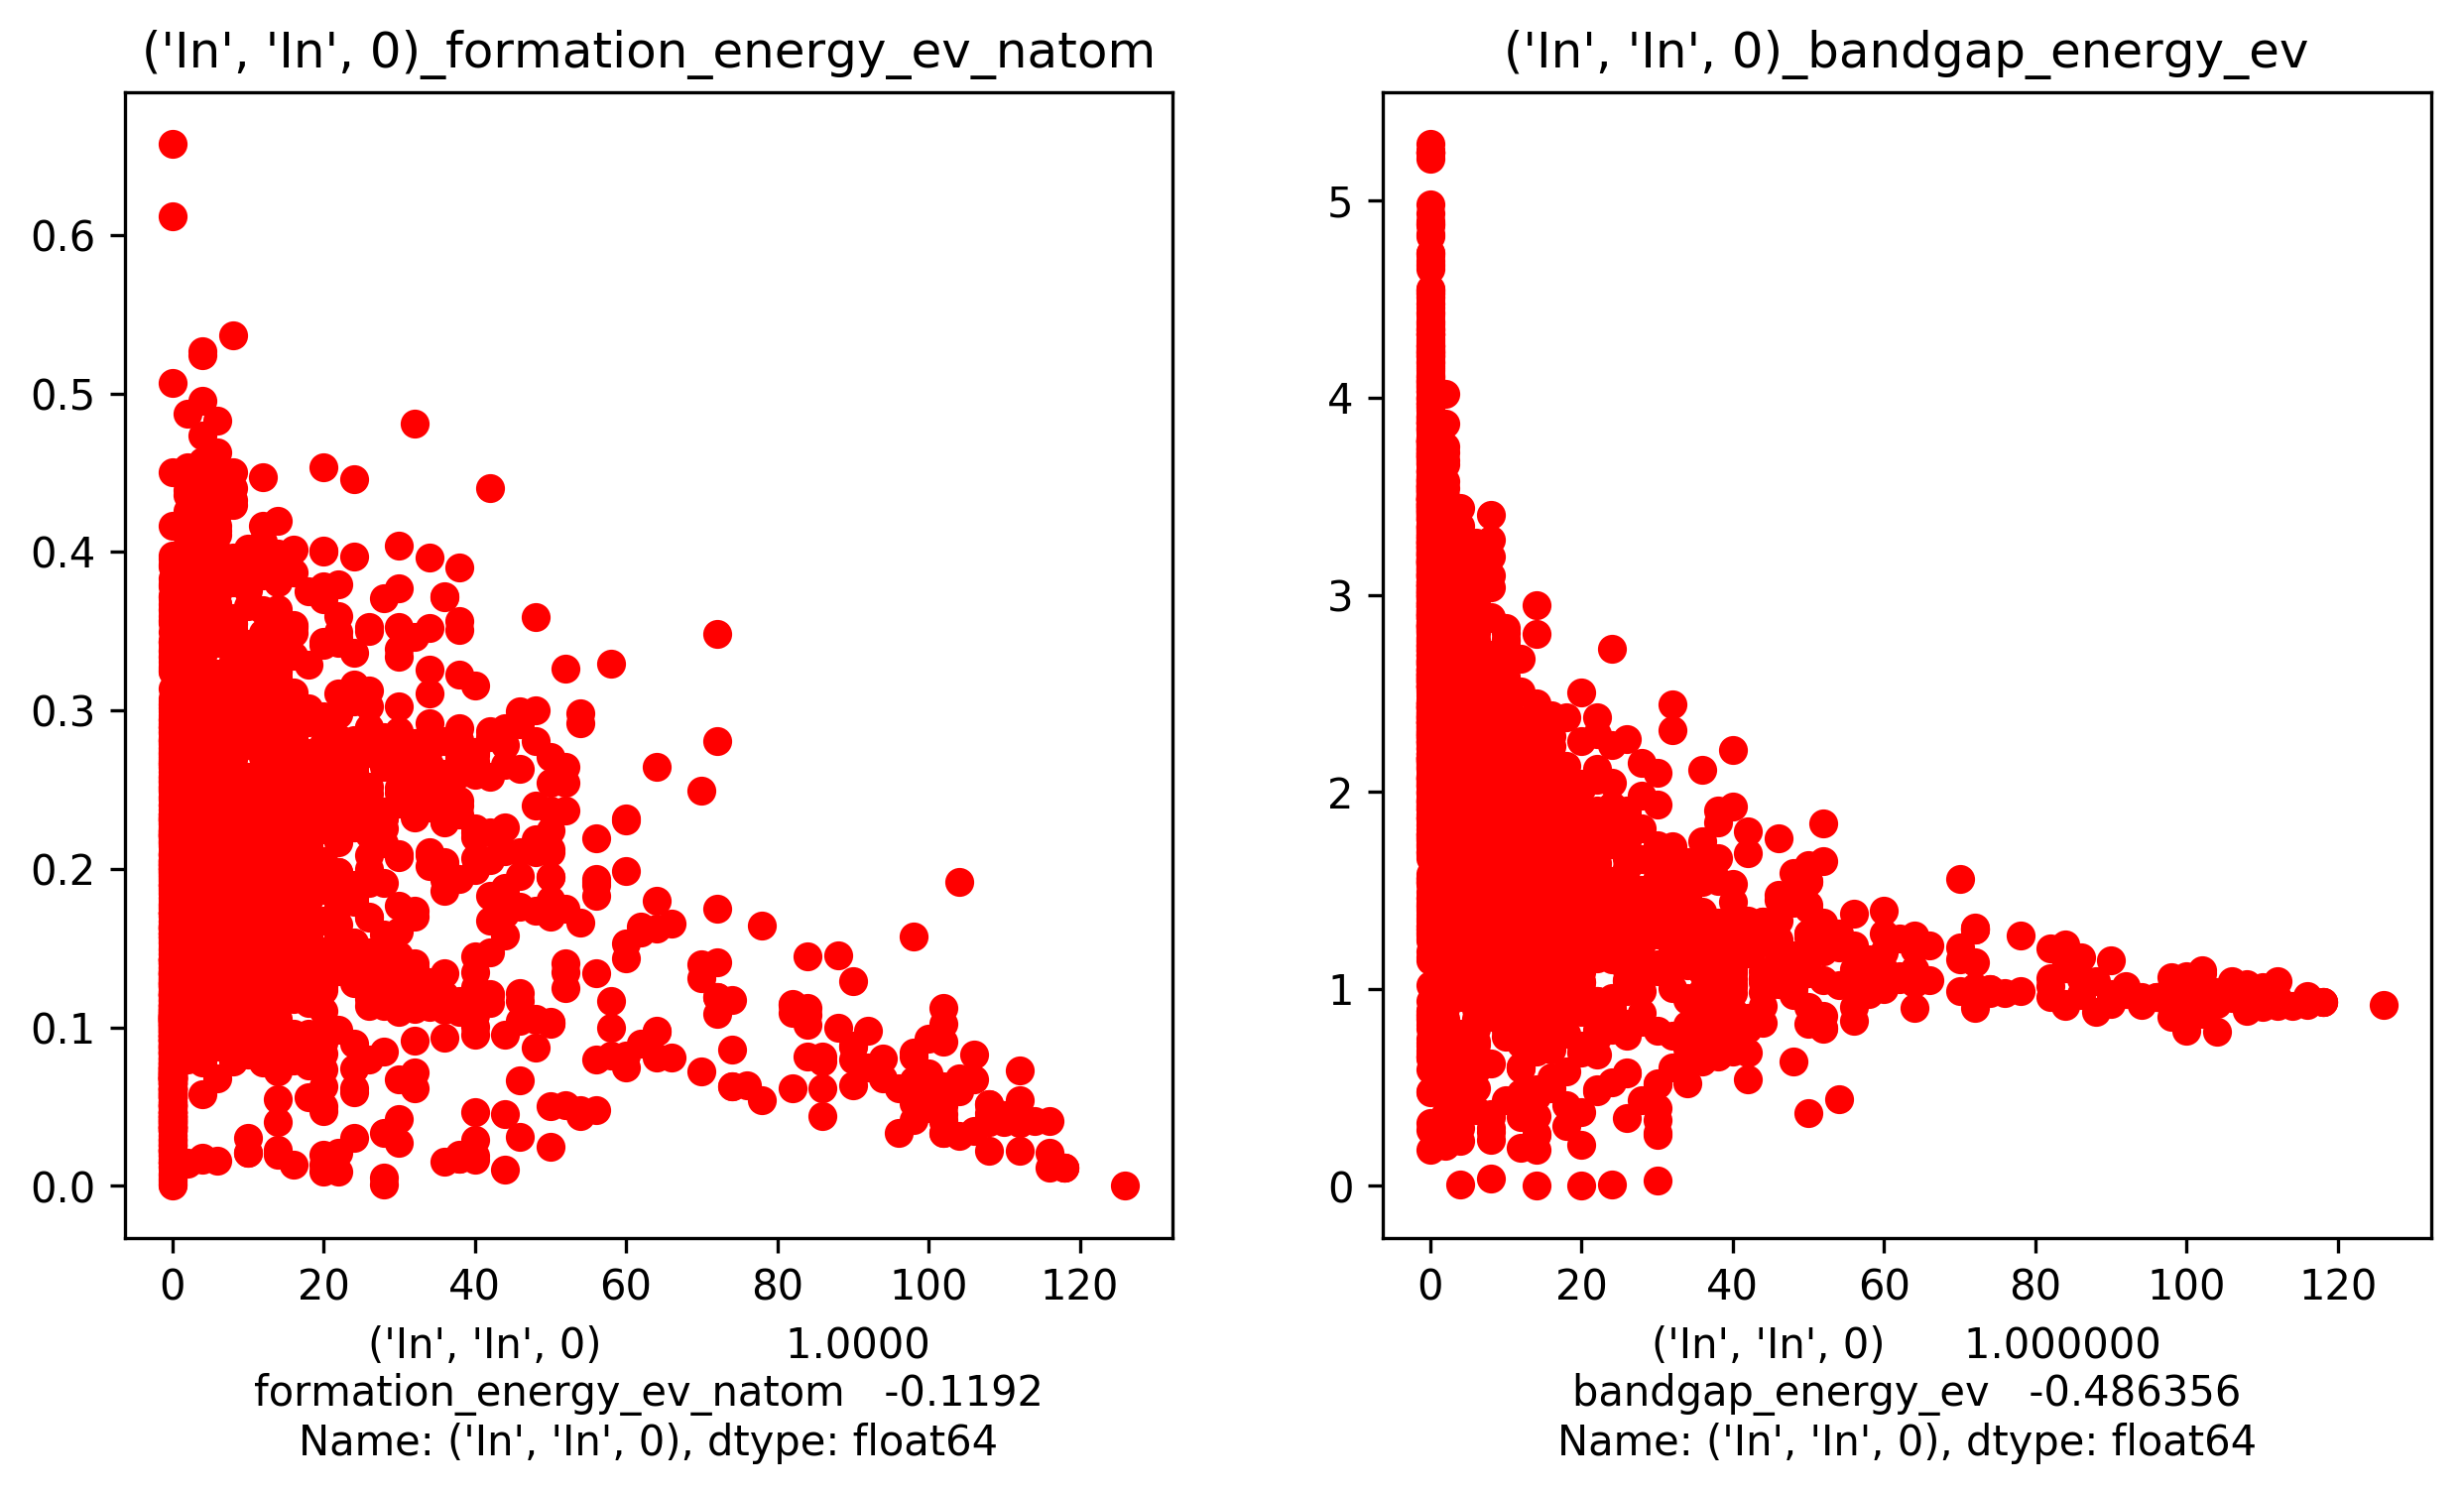 ('In', 'In', 0)_formation_energy_ev_natom
0.6
0.5
0.4
0.3
0.2
0.1
0.0
0 20 40 60 80 100 120
('In', 'In', 0) 1.0000
formation_energy_ev_natom -0.1192
Name: ('In', 'In', 0), dtype: float64
('In', 'In', 0)_bandgap_energy_ev
5
4
3
2
1
0
0 20 40 60 80 100 120
('In', 'In', 0) 1.000000
bandgap_energy_ev -0.486356
Name: ('In', 'In', 0), dtype: float64